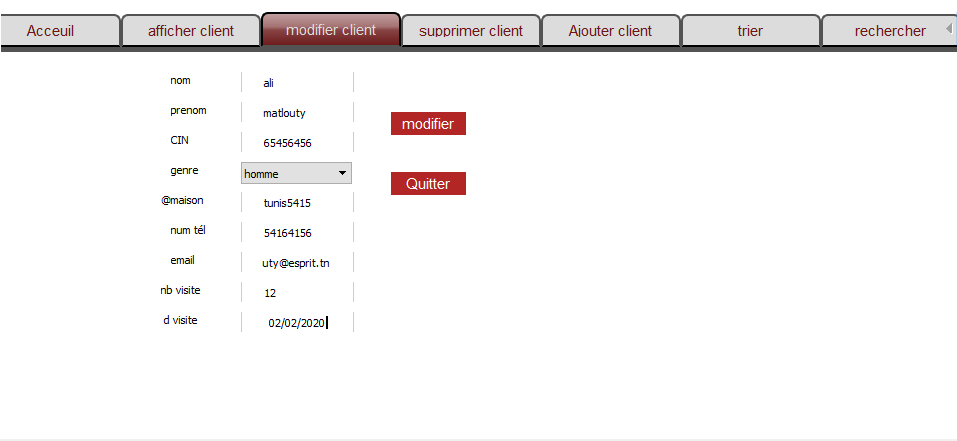 Acceuil afficher client modifier client supprimer client Ajouter client trier rechercher
nom ali
prenom matlouty
modifier
CIN 65456456
genre homme
Quitter
@maison tunis5415
num tél 54164156
email uty@esprit.tn
nb visite 12
d visite 02/02/2020